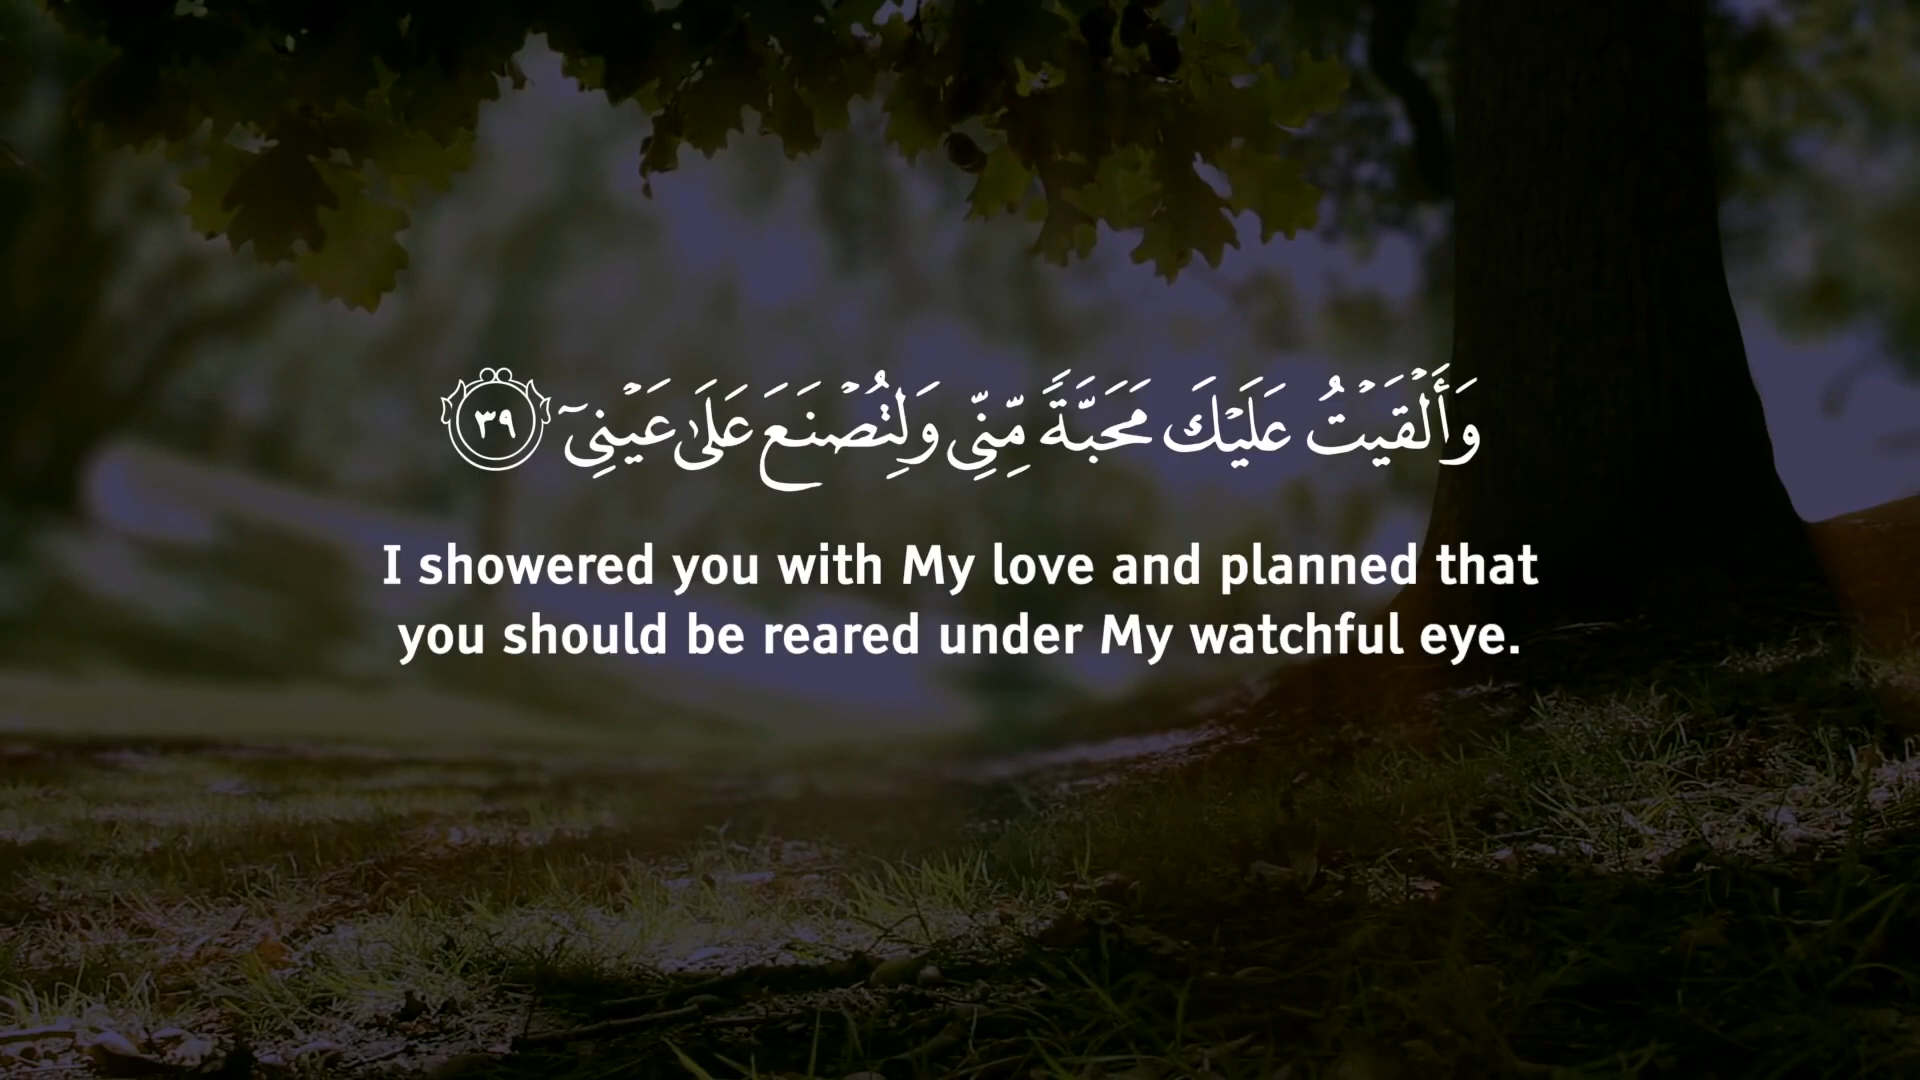 وَأَلْقَيْتُ عَلَيْكَ مَحَبَّةً مِّنِّي وَلِتُصْنَعَ عَلَىٰ عَيْنِيٓ ٣٩
I showered you with My love and planned that
you should be reared under My watchful eye.